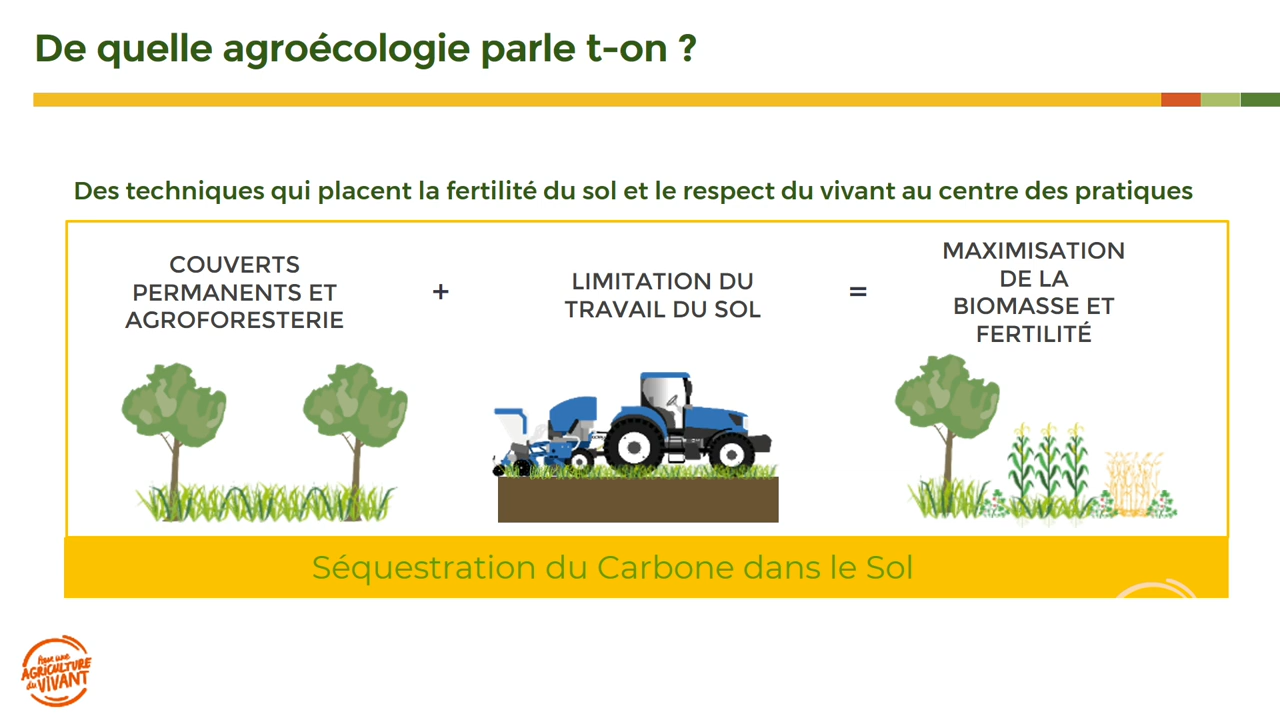 De quelle agroécologie parle t-on ?
Des techniques qui placent la fertilité du sol et le respect du vivant au centre des pratiques
COUVERTS
PERMANENTS ET
AGROFORESTERIE
+
LIMITATION DU
TRAVAIL DU SOL
=
MAXIMISATION
DE LA
BIOMASSE ET
FERTILITÉ
Séquestration du Carbone dans le Sol
Pour une
AGRICULTURE
du VIVANT